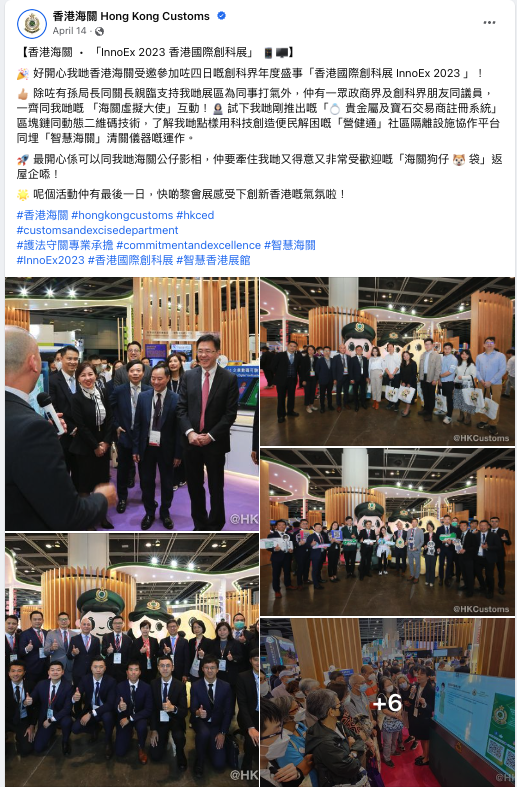 香港海關 Hong Kong Customs
April 14 ·
•••
【香港海關 · 「InnoEx 2023 香港國際創科展」 📱📹】
🎉 好開心我哋香港海關受邀參加咗四日嘅創科界年度盛事「香港國際創科展 InnoEx 2023 」！
👍🏼 除咗有孫局長同關長親臨支持我哋展區為同事打氣外，仲有一眾政商界及創科界朋友同議員，
一齊同我哋嘅 「海關虛擬大使」互動！👩🏻‍🚀 試下我哋剛推出嘅「💍 貴金屬及寶石交易商註冊系統」
區塊鏈同動態二維碼技術，了解我哋點樣用科技創造便民解困嘅「營健通」社區隔離設施協作平台
同埋「智慧海關」清關儀器嘅運作。
🚀 最開心係可以同我哋海關公仔影相，仲要牽住我哋又得意又非常受歡迎嘅「海關狗仔 🐶 袋」返
屋企㖭！
🌟 呢個活動仲有最後一日，快啲黎會展感受下創新香港嘅氣氛啦！
#香港海關 #hongkongcustoms #hkced
#customsandexcisedepartment
#護法守關專業承擔 #commitmentandexcellence #智慧海關
#InnoEx2023 #香港國際創科展 #智慧香港展館
@HK
@HKCustoms
@HKCustoms
@HK
+6